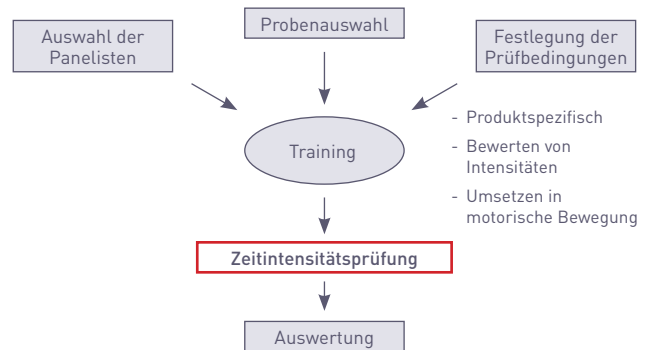 Auswahl der
Panelisten
Probenauswahl
Festlegung der
Prüfbedingungen
Training
- Produktspezifisch
- Bewerten von
Intensitäten
- Umsetzen in
motorische Bewegung
Zeitintensitätsprüfung
Auswertung